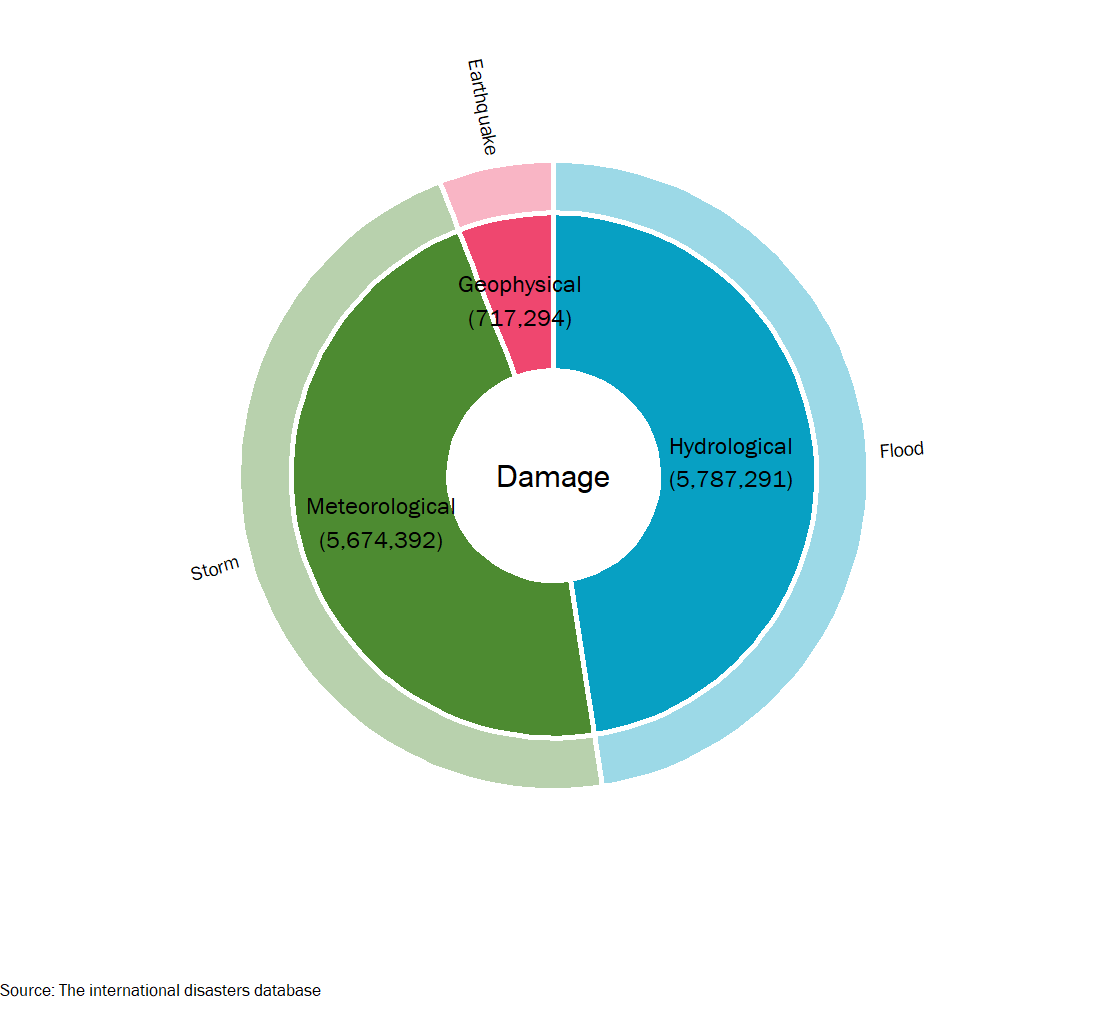 Earthquake
Geophysical
(717,294)
Hydrological
(5,787,291)
Flood
Damage
Meteorological
(5,674,392)
Storm
Source: The international disasters database